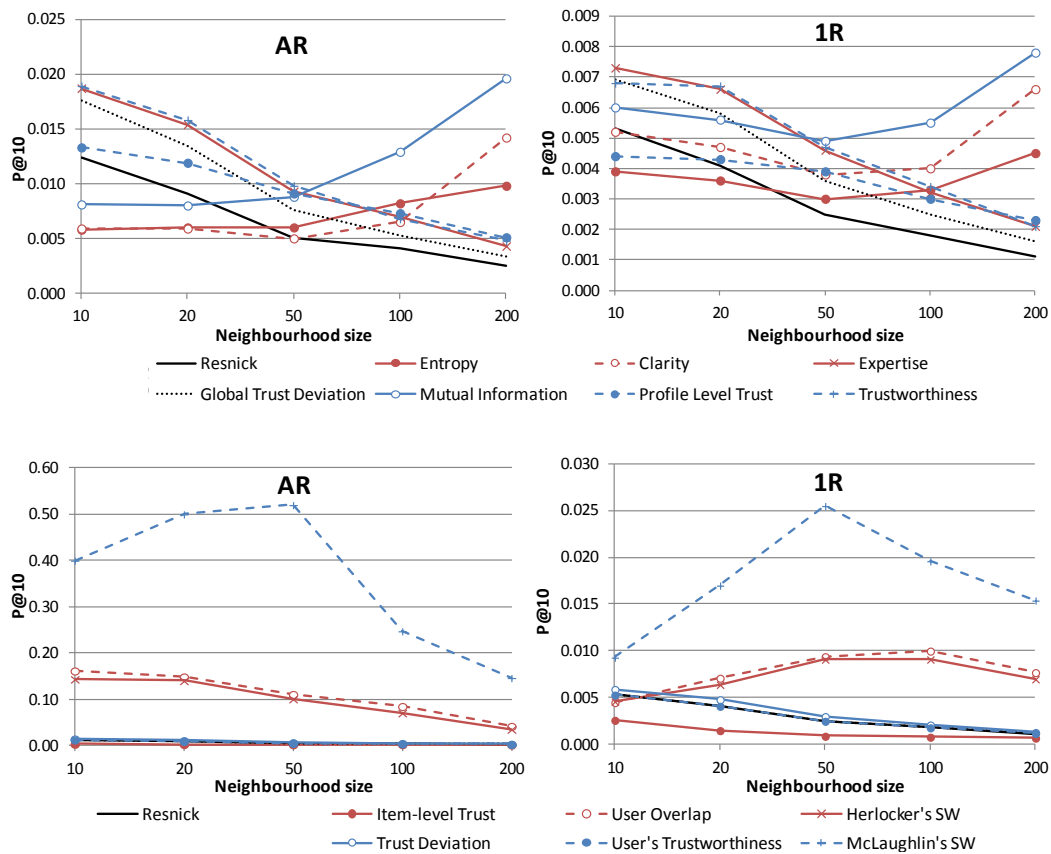 AR
0.025
0.020
0.015
0.010
0.005
0.000
P@10
10 20 50 100 200
Neighbourhood size
1R
0.009
0.008
0.007
0.006
0.005
0.004
0.003
0.002
0.001
0.000
P@10
10 20 50 100 200
Neighbourhood size
Resnick Entropy Clarity Expertise
Global Trust Deviation Mutual Information Profile Level Trust Trustworthiness
AR
0.60
0.50
0.40
0.30
0.20
0.10
0.00
P@10
10 20 50 100 200
Neighbourhood size
1R
0.030
0.025
0.020
0.015
0.010
0.005
0.000
P@10
10 20 50 100 200
Neighbourhood size
Resnick Item-level Trust User Overlap Herlocker's SW
Trust Deviation User's Trustworthiness McLaughlin's SW